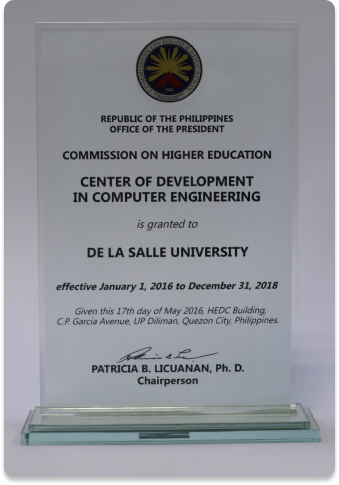 REPUBLIC OF THE PHILIPPINES
OFFICE OF THE PRESIDENT
COMMISSION ON HIGHER EDUCATION
CENTER OF DEVELOPMENT
IN COMPUTER ENGINEERING
is granted to
DE LA SALLE UNIVERSITY
effective January 1, 2016 to December 31, 2018
Given this 17th day of May 2016, HEDC Building,
C.P. Garcia Avenue, UP Diliman, Quezon City, Philippines.
PATRICIA B. LICUANAN, Ph. D.
Chairperson